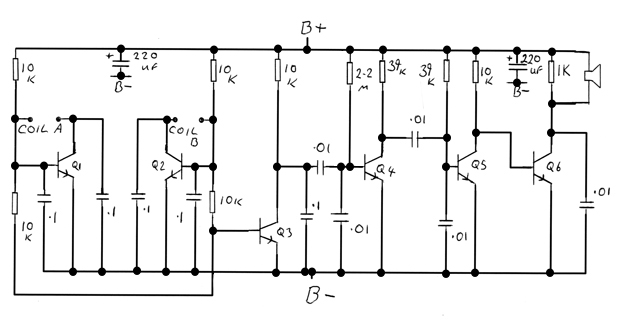 B+
10
K
+
220
uF
B-
10
K
10
K
2.2
M
39
K
39
K
10
K
+
220
uF
B-
1K
COIL A
COIL
B
.01
.01
Q1
Q2
Q4
Q5
Q6
10
K
.1
.1
.1
.1
10K
Q3
.1
.01
.01
.01
B-